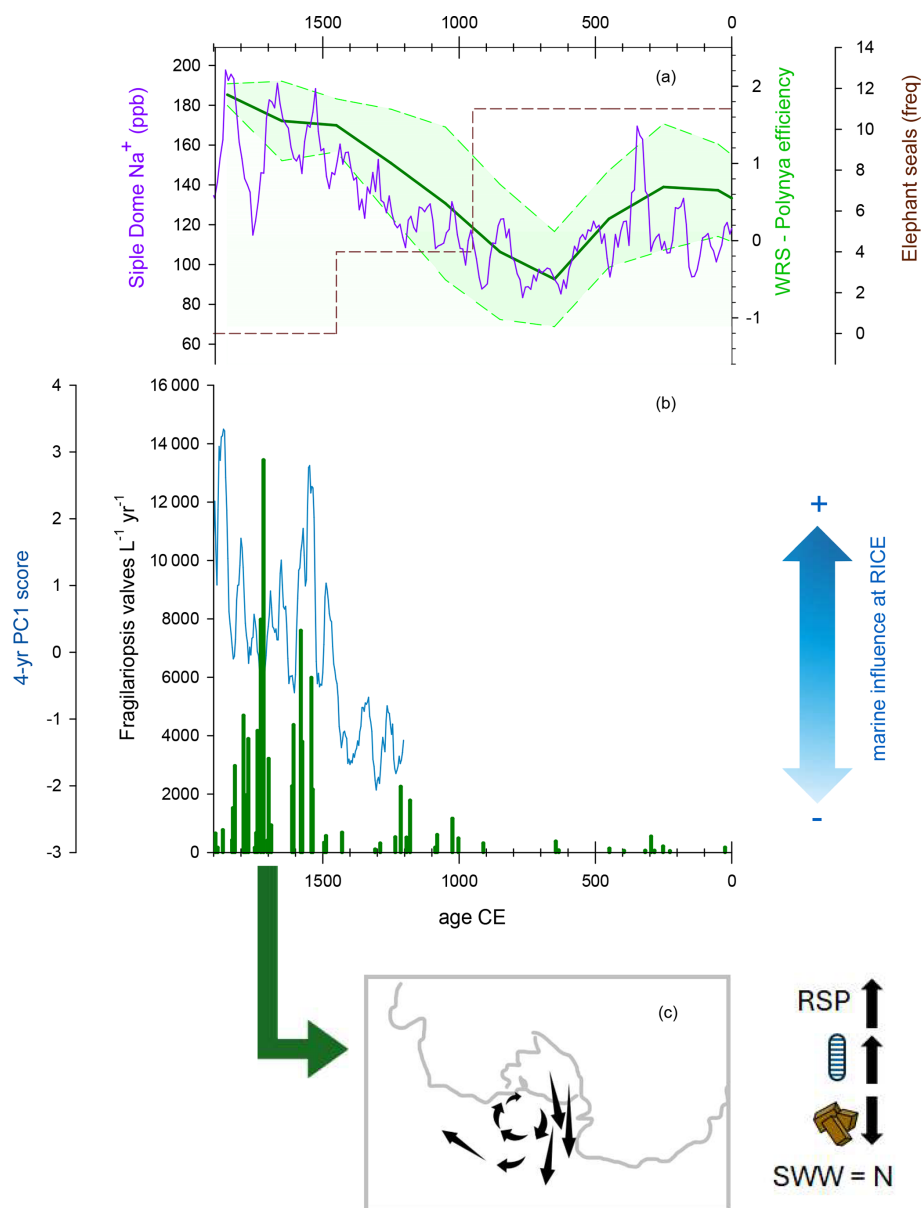 1500 1000 500 0
(a)
Siple Dome Na⁺ (ppb)
200
180
160
140
120
100
80
60
2
1
0
-1
WRS - Polynya efficiency
14
12
10
8
6
4
2
0
Elephant seals (freq)
(b)
4-yr PC1 score
4
3
2
1
0
-1
-2
-3
Fragilariopsis valves L⁻¹ yr⁻¹
16 000
14 000
12 000
10 000
8000
6000
4000
2000
0
+
marine influence at RICE
-
1500 1000 500 0
age CE
(c)
RSP
SWW = N